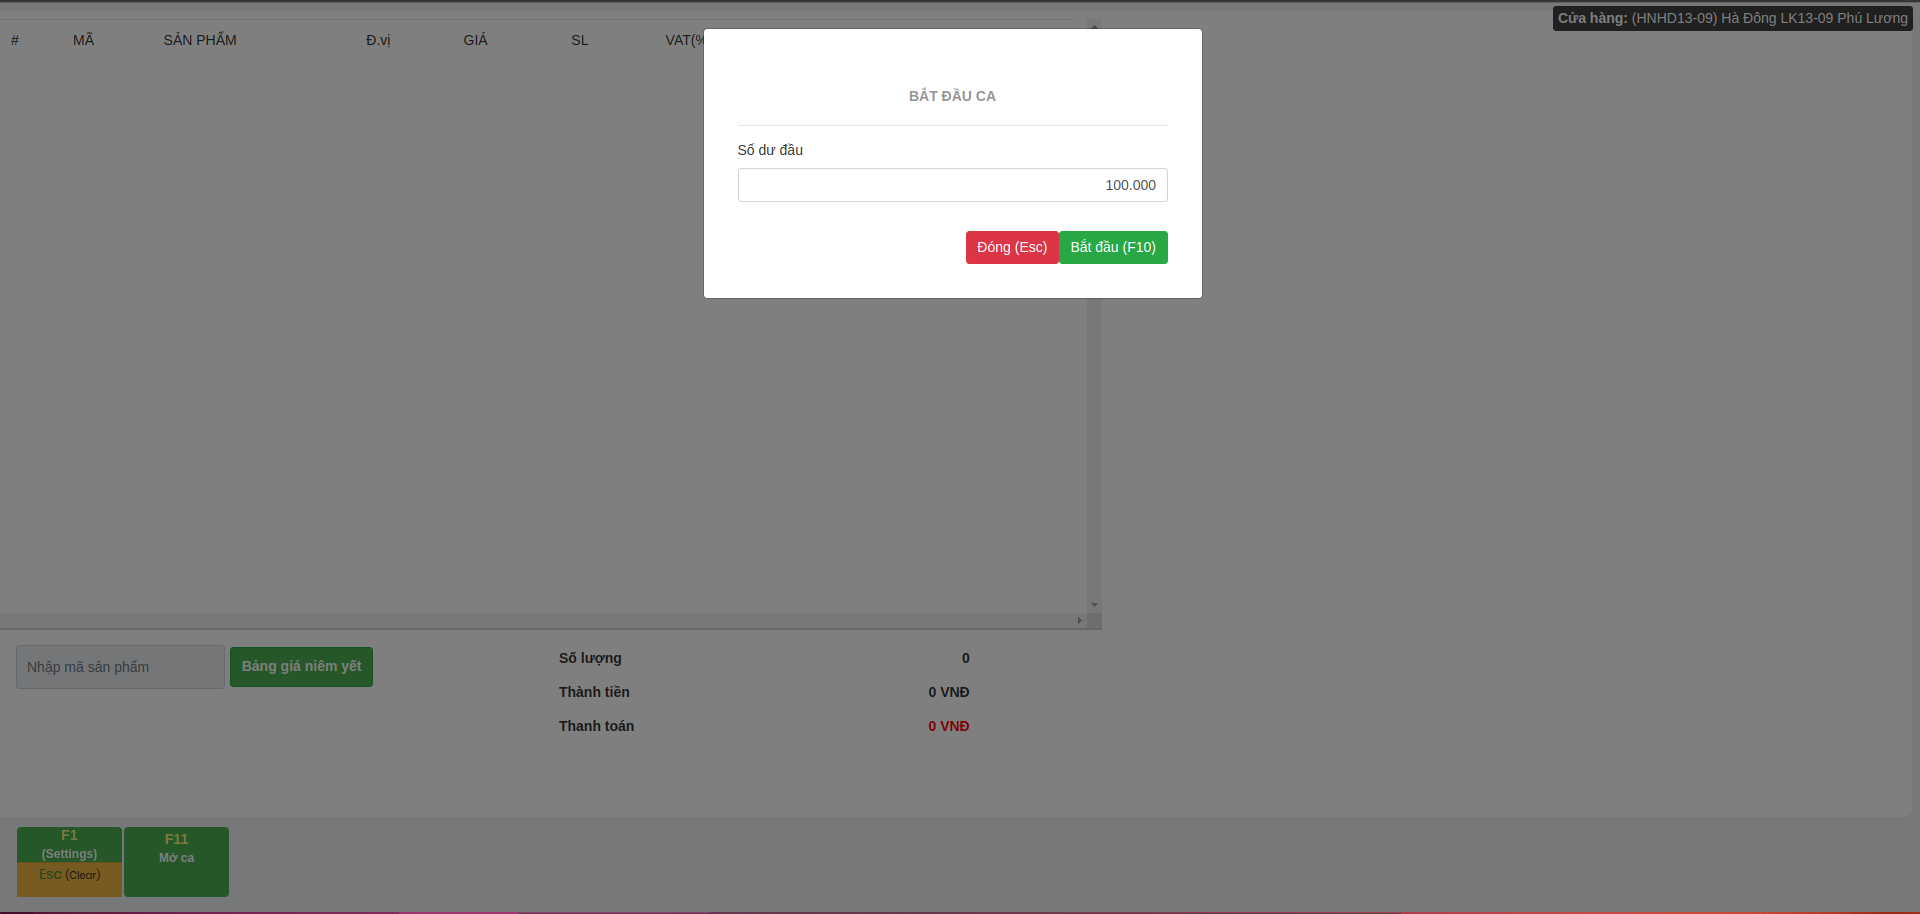 Cửa hàng: (HNHD13-09) Hà Đông LK13-09 Phú Lương
# MÃ SẢN PHẨM Đ.vị GIÁ SL VAT(%
BẮT ĐẦU CA
Số dư đầu
100.000
Đóng (Esc) Bắt đầu (F10)
Nhập mã sản phẩm Bảng giá niêm yết
Số lượng 0
Thành tiền 0 VNĐ
Thanh toán 0 VNĐ
F1
(Settings)
Esc (Clear)
F11
Mở ca